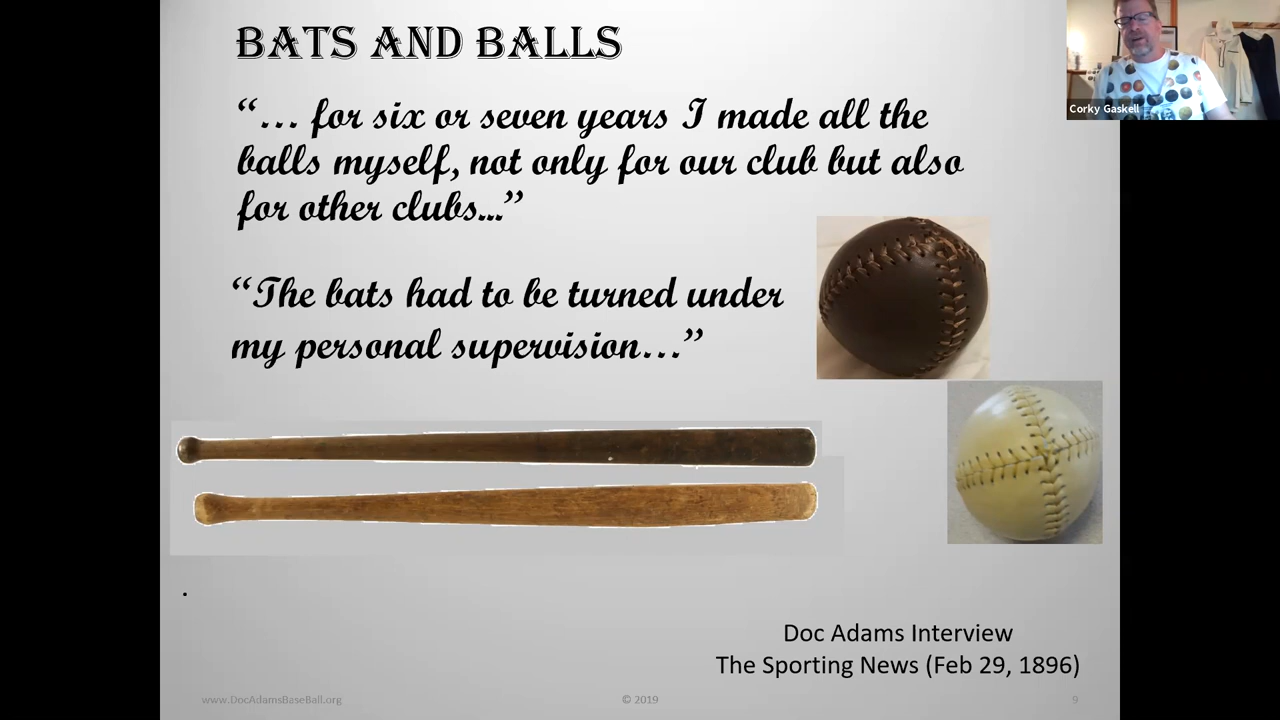 BATS AND BALLS
“… for six or seven years I made all the
balls myself, not only for our club but also
for other clubs...”
“The bats had to be turned under
my personal supervision…”
.
Doc Adams Interview
The Sporting News (Feb 29, 1896)
www.DocAdamsBaseBall.org
© 2019
9
Corky Gaskell